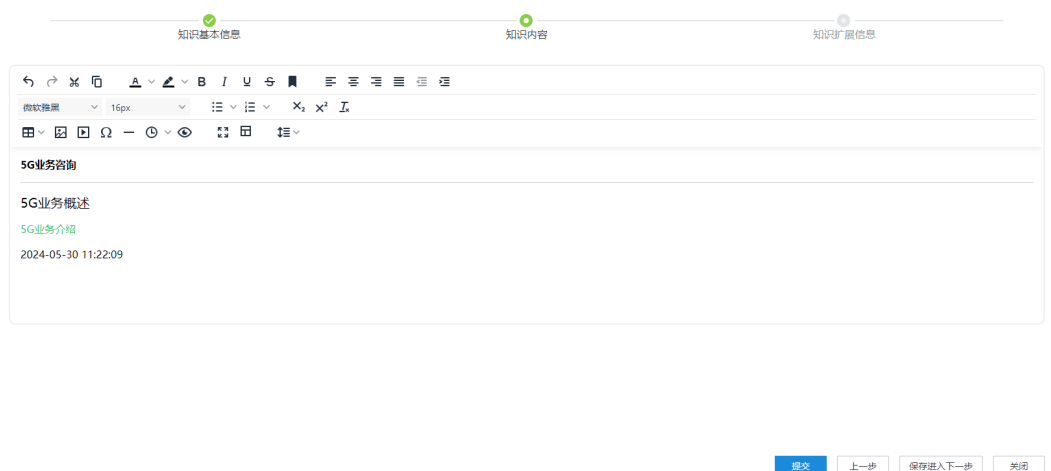 知识基本信息 知识内容 知识扩展信息
微软雅黑 16px
5G业务咨询
5G业务概述
5G业务介绍
2024-05-30 11:22:09
提交 上一步 保存进入下一步 关闭